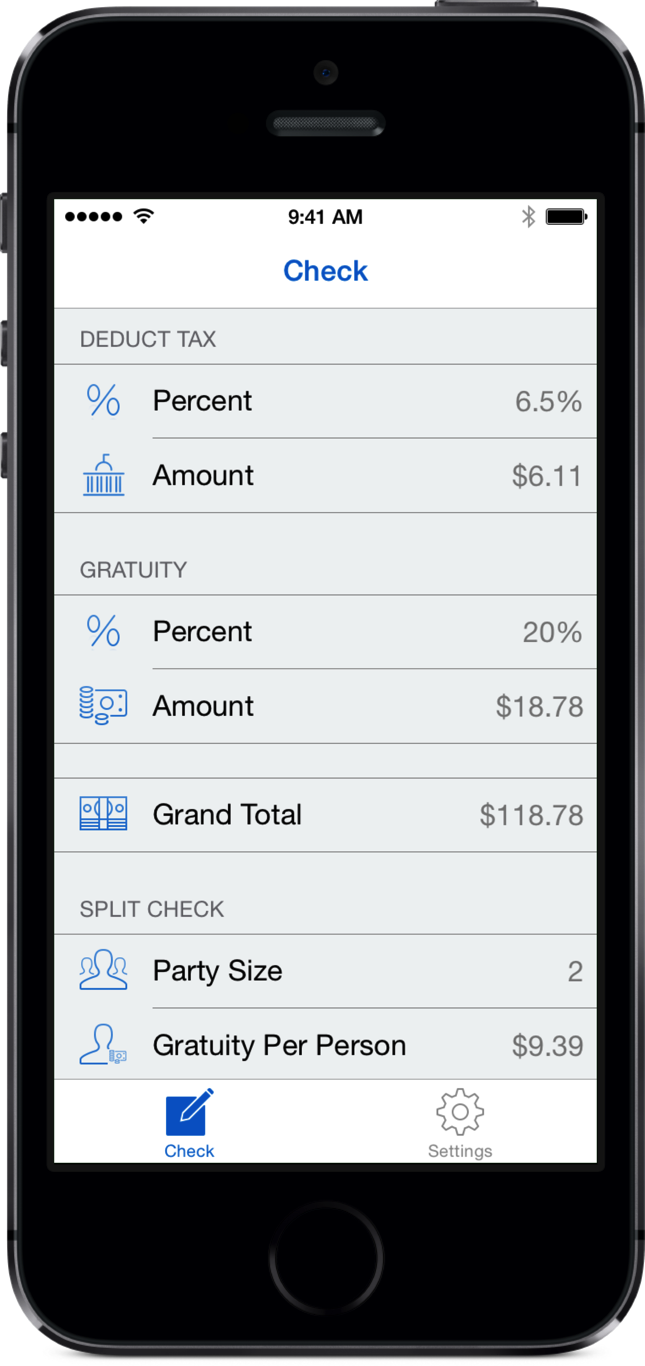 9:41 AM
Check
DEDUCT TAX
% Percent 6.5%
Amount $6.11
GRATUITY
% Percent 20%
Amount $18.78
Grand Total $118.78
SPLIT CHECK
Party Size 2
Gratuity Per Person $9.39
Check Settings